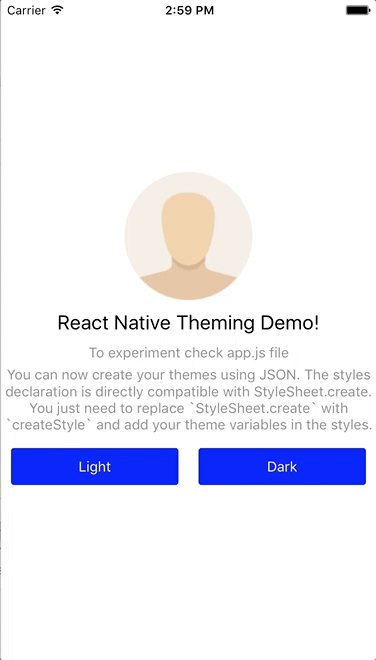 Carrier 2:59 PM
React Native Theming Demo!
To experiment check app.js file
You can now create your themes using JSON. The styles
declaration is directly compatible with StyleSheet.create.
You just need to replace `StyleSheet.create` with
`createStyle` and add your theme variables in the styles.
Light Dark